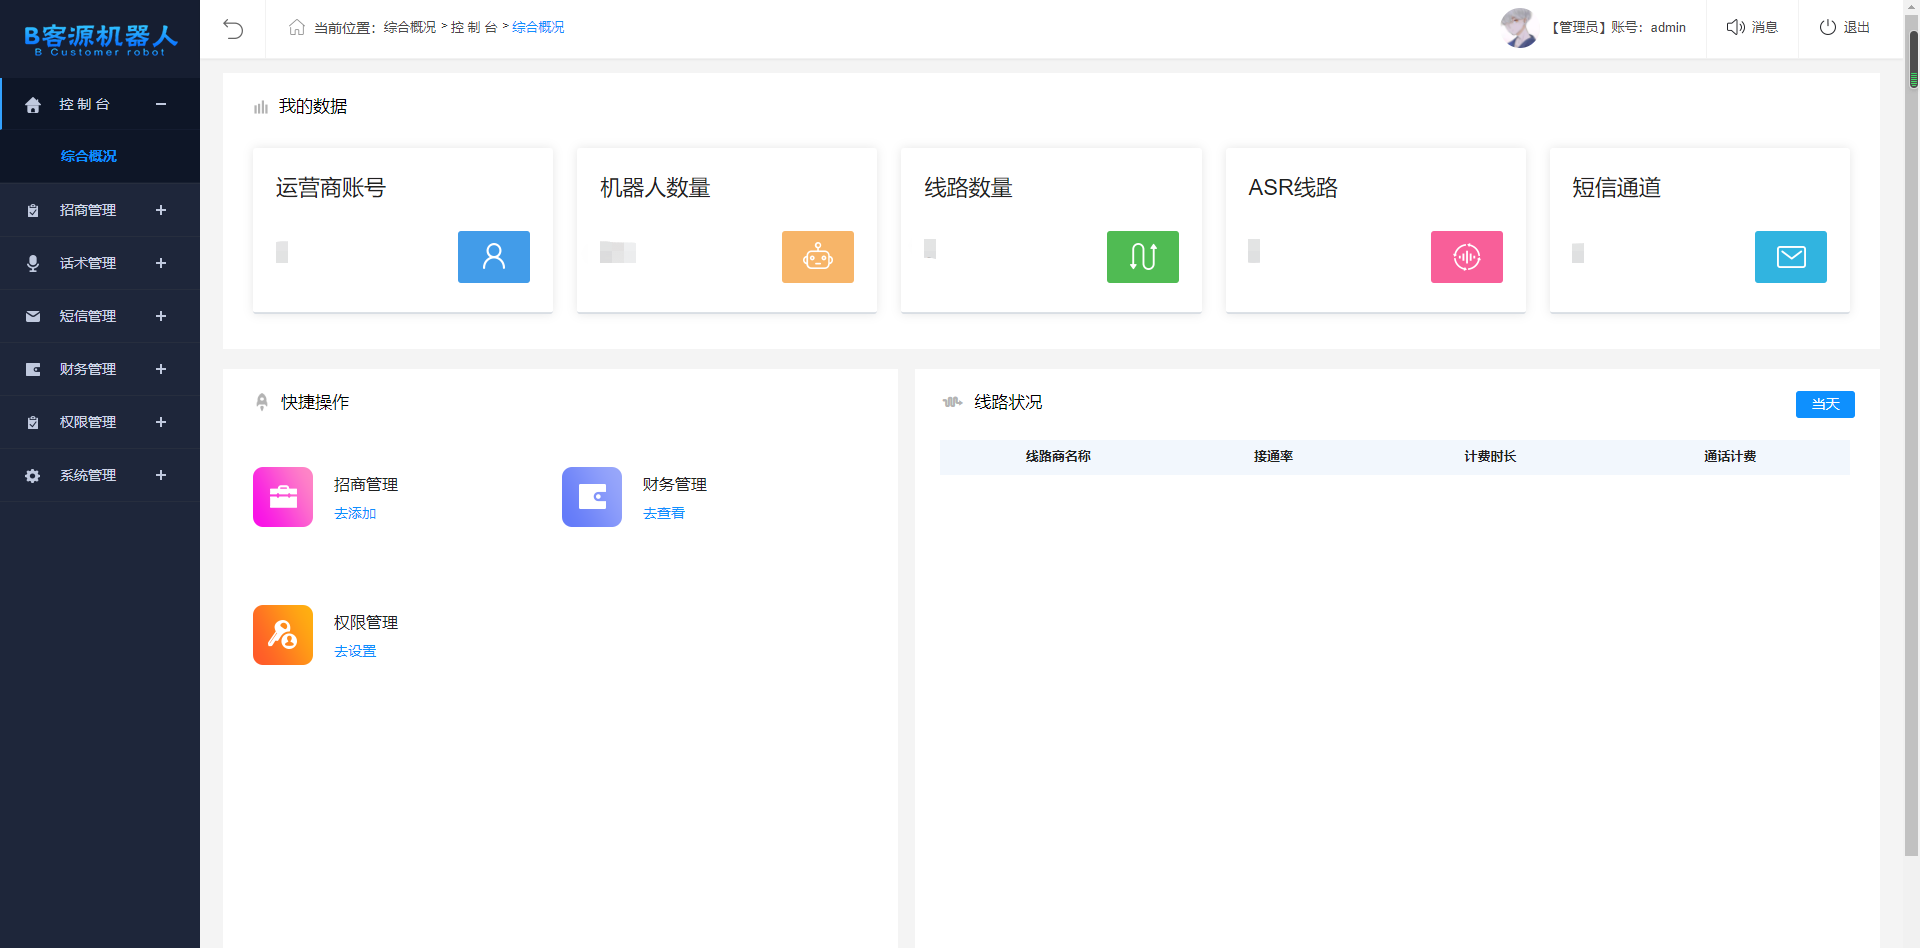 B客源机器人
B Customer robot
控 制 台
综合概况
招商管理
话术管理
短信管理
财务管理
权限管理
系统管理
当前位置：综合概况 > 控 制 台 > 综合概况
【管理员】账号：admin
消息
退出
我的数据
运营商账号
机器人数量
线路数量
ASR线路
短信通道
快捷操作
招商管理
去添加
财务管理
去查看
权限管理
去设置
线路状况
当天
线路商名称 接通率 计费时长 通话计费